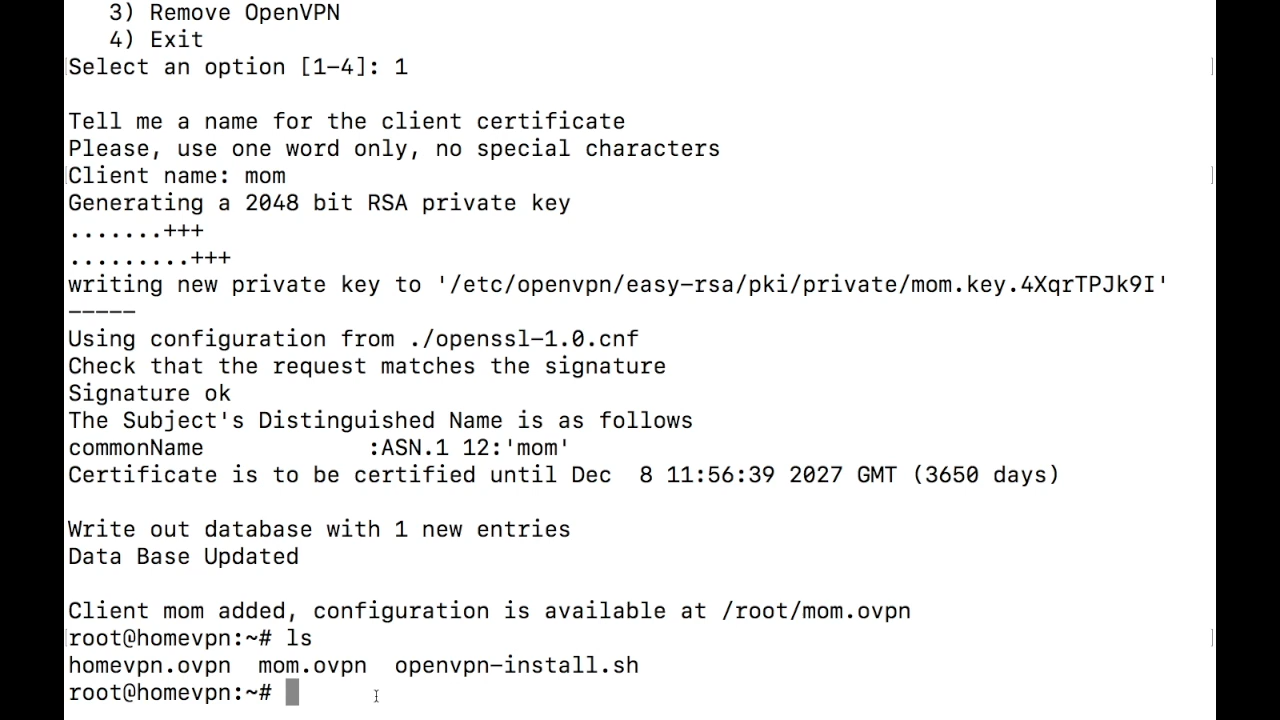 3) Remove OpenVPN
4) Exit
Select an option [1-4]: 1
Tell me a name for the client certificate
Please, use one word only, no special characters
Client name: mom
Generating a 2048 bit RSA private key
.......+++
.........+++
writing new private key to '/etc/openvpn/easy-rsa/pki/private/mom.key.4XqrTPJk9I'
-----
Using configuration from ./openssl-1.0.cnf
Check that the request matches the signature
Signature ok
The Subject's Distinguished Name is as follows
commonName            :ASN.1 12:'mom'
Certificate is to be certified until Dec  8 11:56:39 2027 GMT (3650 days)
Write out database with 1 new entries
Data Base Updated
Client mom added, configuration is available at /root/mom.ovpn
root@homevpn:~# ls
homevpn.ovpn  mom.ovpn  openvpn-install.sh
root@homevpn:~#